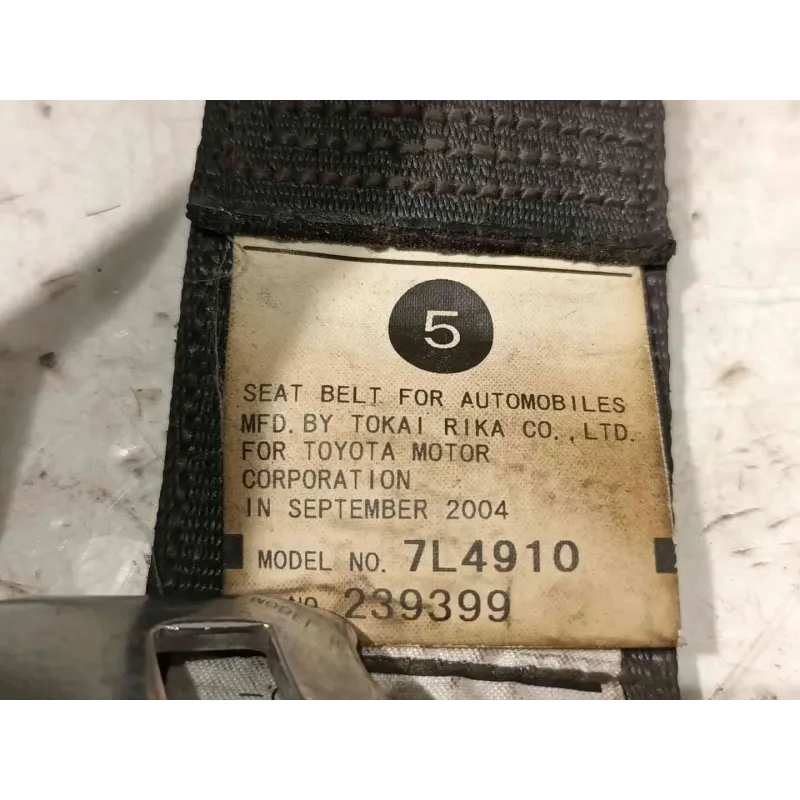 5
SEAT BELT FOR AUTOMOBILES
MFD. BY TOKAI RIKA CO., LTD.
FOR TOYOTA MOTOR
CORPORATION
IN SEPTEMBER 2004
MODEL NO. 7L4910
NO. 239399